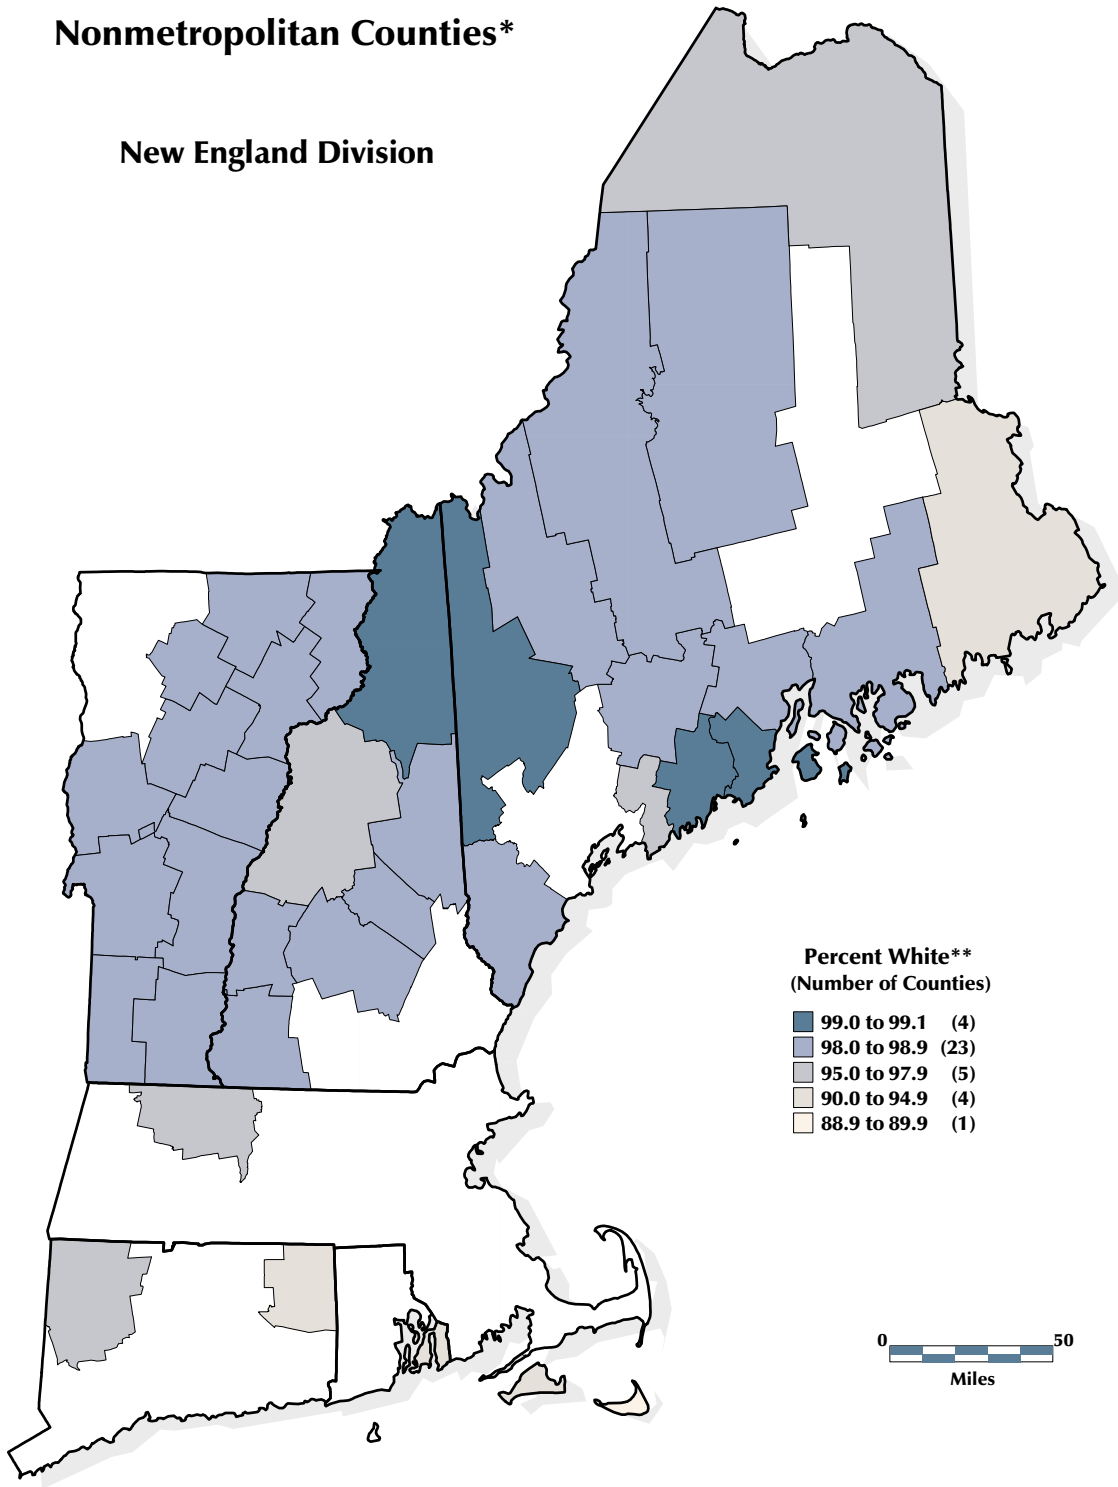 Nonmetropolitan Counties*
New England Division
Percent White**
(Number of Counties)
99.0 to 99.1 (4)
98.0 to 98.9 (23)
95.0 to 97.9 (5)
90.0 to 94.9 (4)
88.9 to 89.9 (1)
0 50
Miles